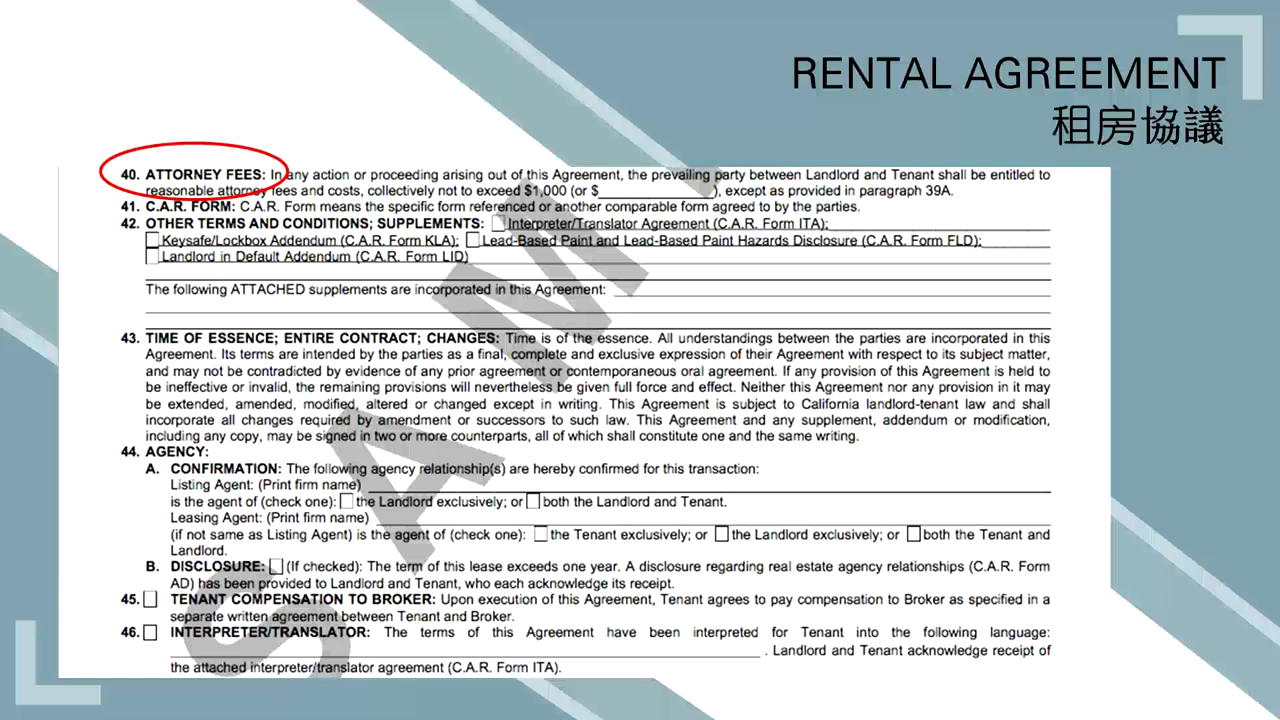 RENTAL AGREEMENT
租房協議
40. ATTORNEY FEES: In any action or proceeding arising out of this Agreement, the prevailing party between Landlord and Tenant shall be entitled to
reasonable attorney fees and costs, collectively not to exceed $1,000 (or $ ), except as provided in paragraph 39A.
41. C.A.R. FORM: C.A.R. Form means the specific form referenced or another comparable form agreed to by the parties.
42. OTHER TERMS AND CONDITIONS; SUPPLEMENTS: Interpreter/Translator Agreement (C.A.R. Form ITA);
Keysafe/Lockbox Addendum (C.A.R. Form KLA); Lead-Based Paint and Lead-Based Paint Hazards Disclosure (C.A.R. Form FLD);
Landlord in Default Addendum (C.A.R. Form LID)
The following ATTACHED supplements are incorporated in this Agreement:
43. TIME OF ESSENCE; ENTIRE CONTRACT; CHANGES: Time is of the essence. All understandings between the parties are incorporated in this
Agreement. Its terms are intended by the parties as a final, complete and exclusive expression of their Agreement with respect to its subject matter,
and may not be contradicted by evidence of any prior agreement or contemporaneous oral agreement. If any provision of this Agreement is held to
be ineffective or invalid, the remaining provisions will nevertheless be given full force and effect. Neither this Agreement nor any provision in it may
be extended, amended, modified, altered or changed except in writing. This Agreement is subject to California landlord-tenant law and shall
incorporate all changes required by amendment or successors to such law. This Agreement and any supplement, addendum or modification,
including any copy, may be signed in two or more counterparts, all of which shall constitute one and the same writing.
44. AGENCY:
A. CONFIRMATION: The following agency relationship(s) are hereby confirmed for this transaction:
Listing Agent: (Print firm name)
is the agent of (check one): the Landlord exclusively; or both the Landlord and Tenant.
Leasing Agent: (Print firm name)
(if not same as Listing Agent) is the agent of (check one): the Tenant exclusively; or the Landlord exclusively; or both the Tenant and
Landlord.
B. DISCLOSURE: (If checked): The term of this lease exceeds one year. A disclosure regarding real estate agency relationships (C.A.R. Form
AD) has been provided to Landlord and Tenant, who each acknowledge its receipt.
45. TENANT COMPENSATION TO BROKER: Upon execution of this Agreement, Tenant agrees to pay compensation to Broker as specified in a
separate written agreement between Tenant and Broker.
46. INTERPRETER/TRANSLATOR: The terms of this Agreement have been interpreted for Tenant into the following language:
. Landlord and Tenant acknowledge receipt of
the attached interpreter/translator agreement (C.A.R. Form ITA).
SAM